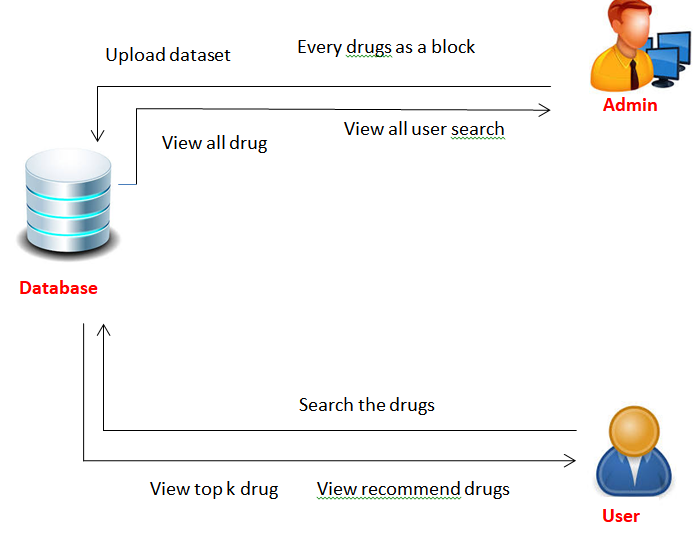 Upload dataset
Every drugs as a block
Admin
View all drug
View all user search
Database
Search the drugs
View top k drug
View recommend drugs
User